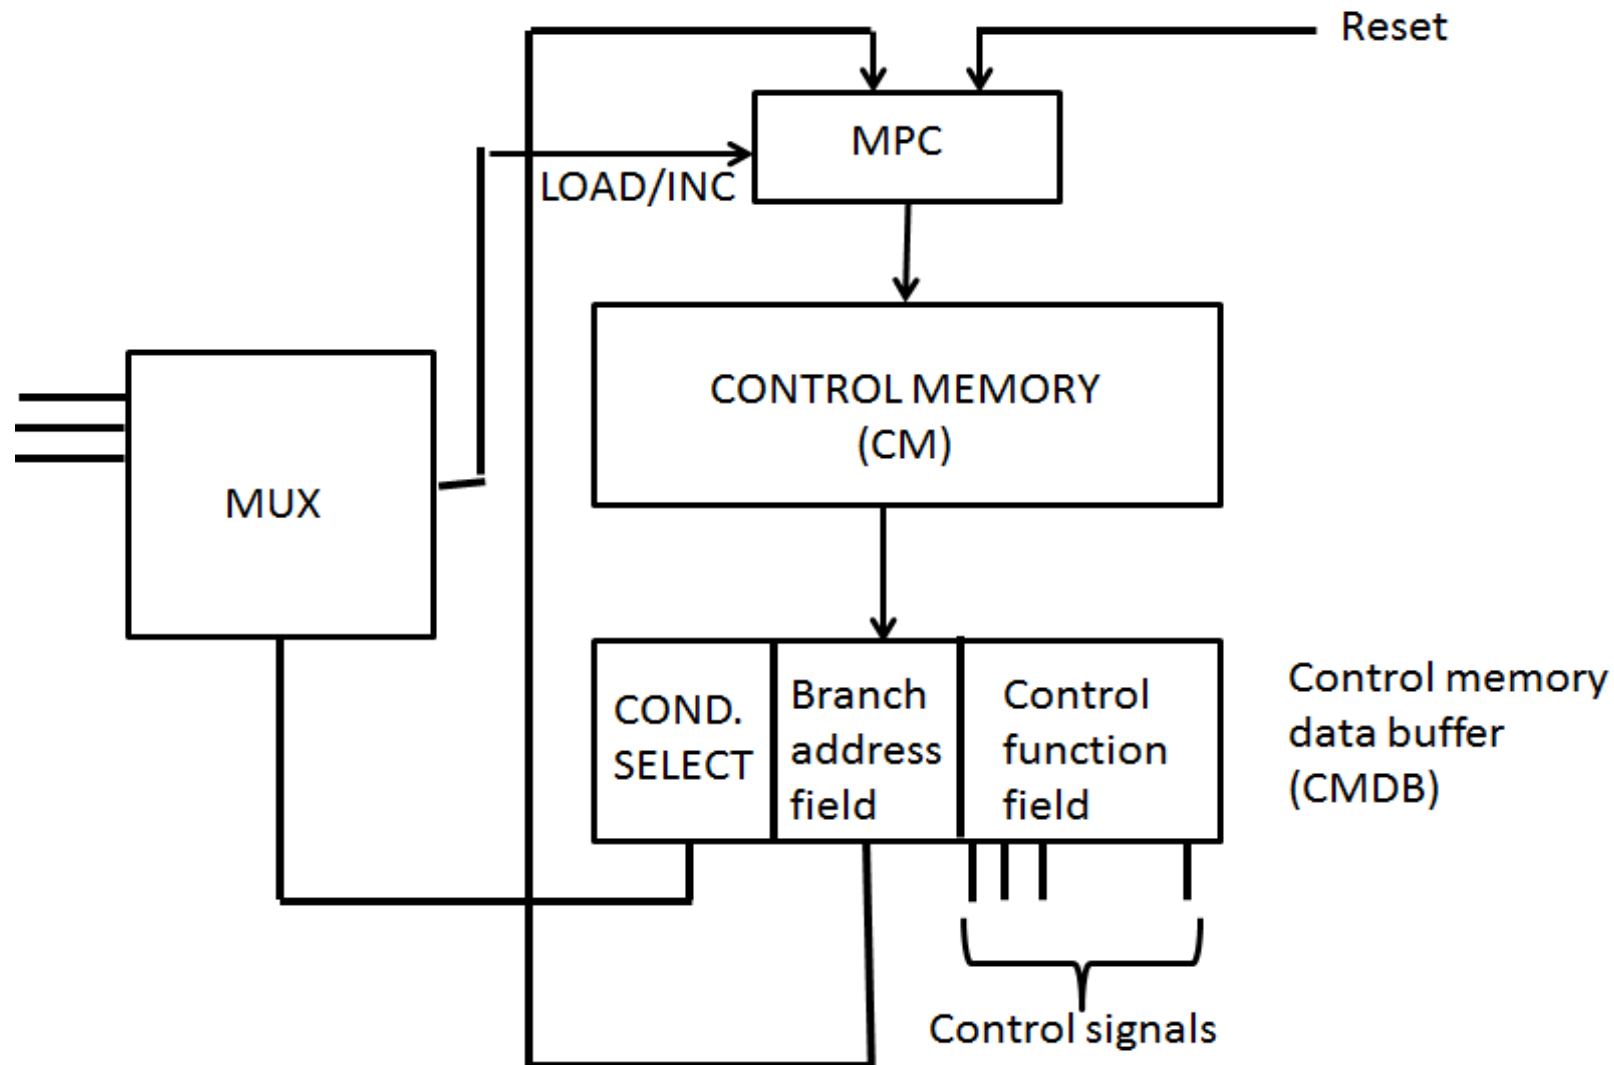 Reset
MPC
LOAD/INC
CONTROL MEMORY
(CM)
MUX
COND.
SELECT
Branch
address
field
Control
function
field
Control memory
data buffer
(CMDB)
Control signals